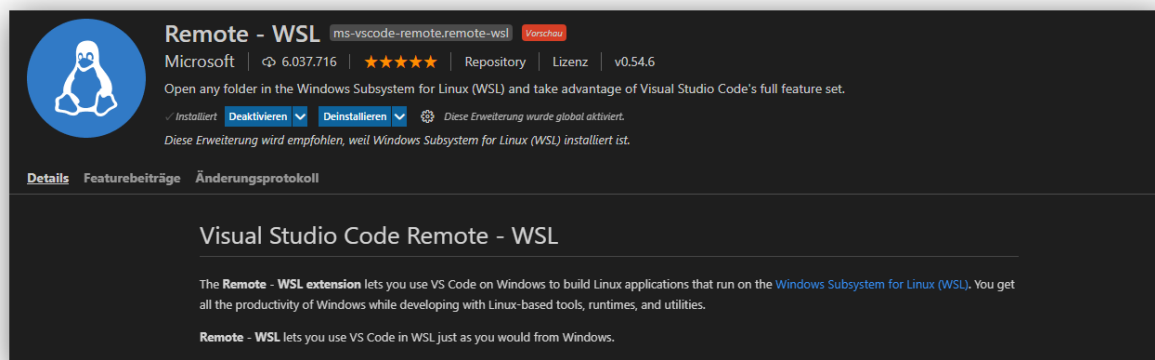 Remote - WSL ms-vscode-remote.remote-wsl Vorschau
Microsoft 6.037.716 ★★★★★ Repository Lizenz v0.54.6
Open any folder in the Windows Subsystem for Linux (WSL) and take advantage of Visual Studio Code's full feature set.
✓ Installiert Deaktivieren Deinstallieren Diese Erweiterung wurde global aktiviert.
Diese Erweiterung wird empfohlen, weil Windows Subsystem for Linux (WSL) installiert ist.
Details Featurebeiträge Änderungsprotokoll
Visual Studio Code Remote - WSL
The Remote - WSL extension lets you use VS Code on Windows to build Linux applications that run on the Windows Subsystem for Linux (WSL). You get
all the productivity of Windows while developing with Linux-based tools, runtimes, and utilities.
Remote - WSL lets you use VS Code in WSL just as you would from Windows.